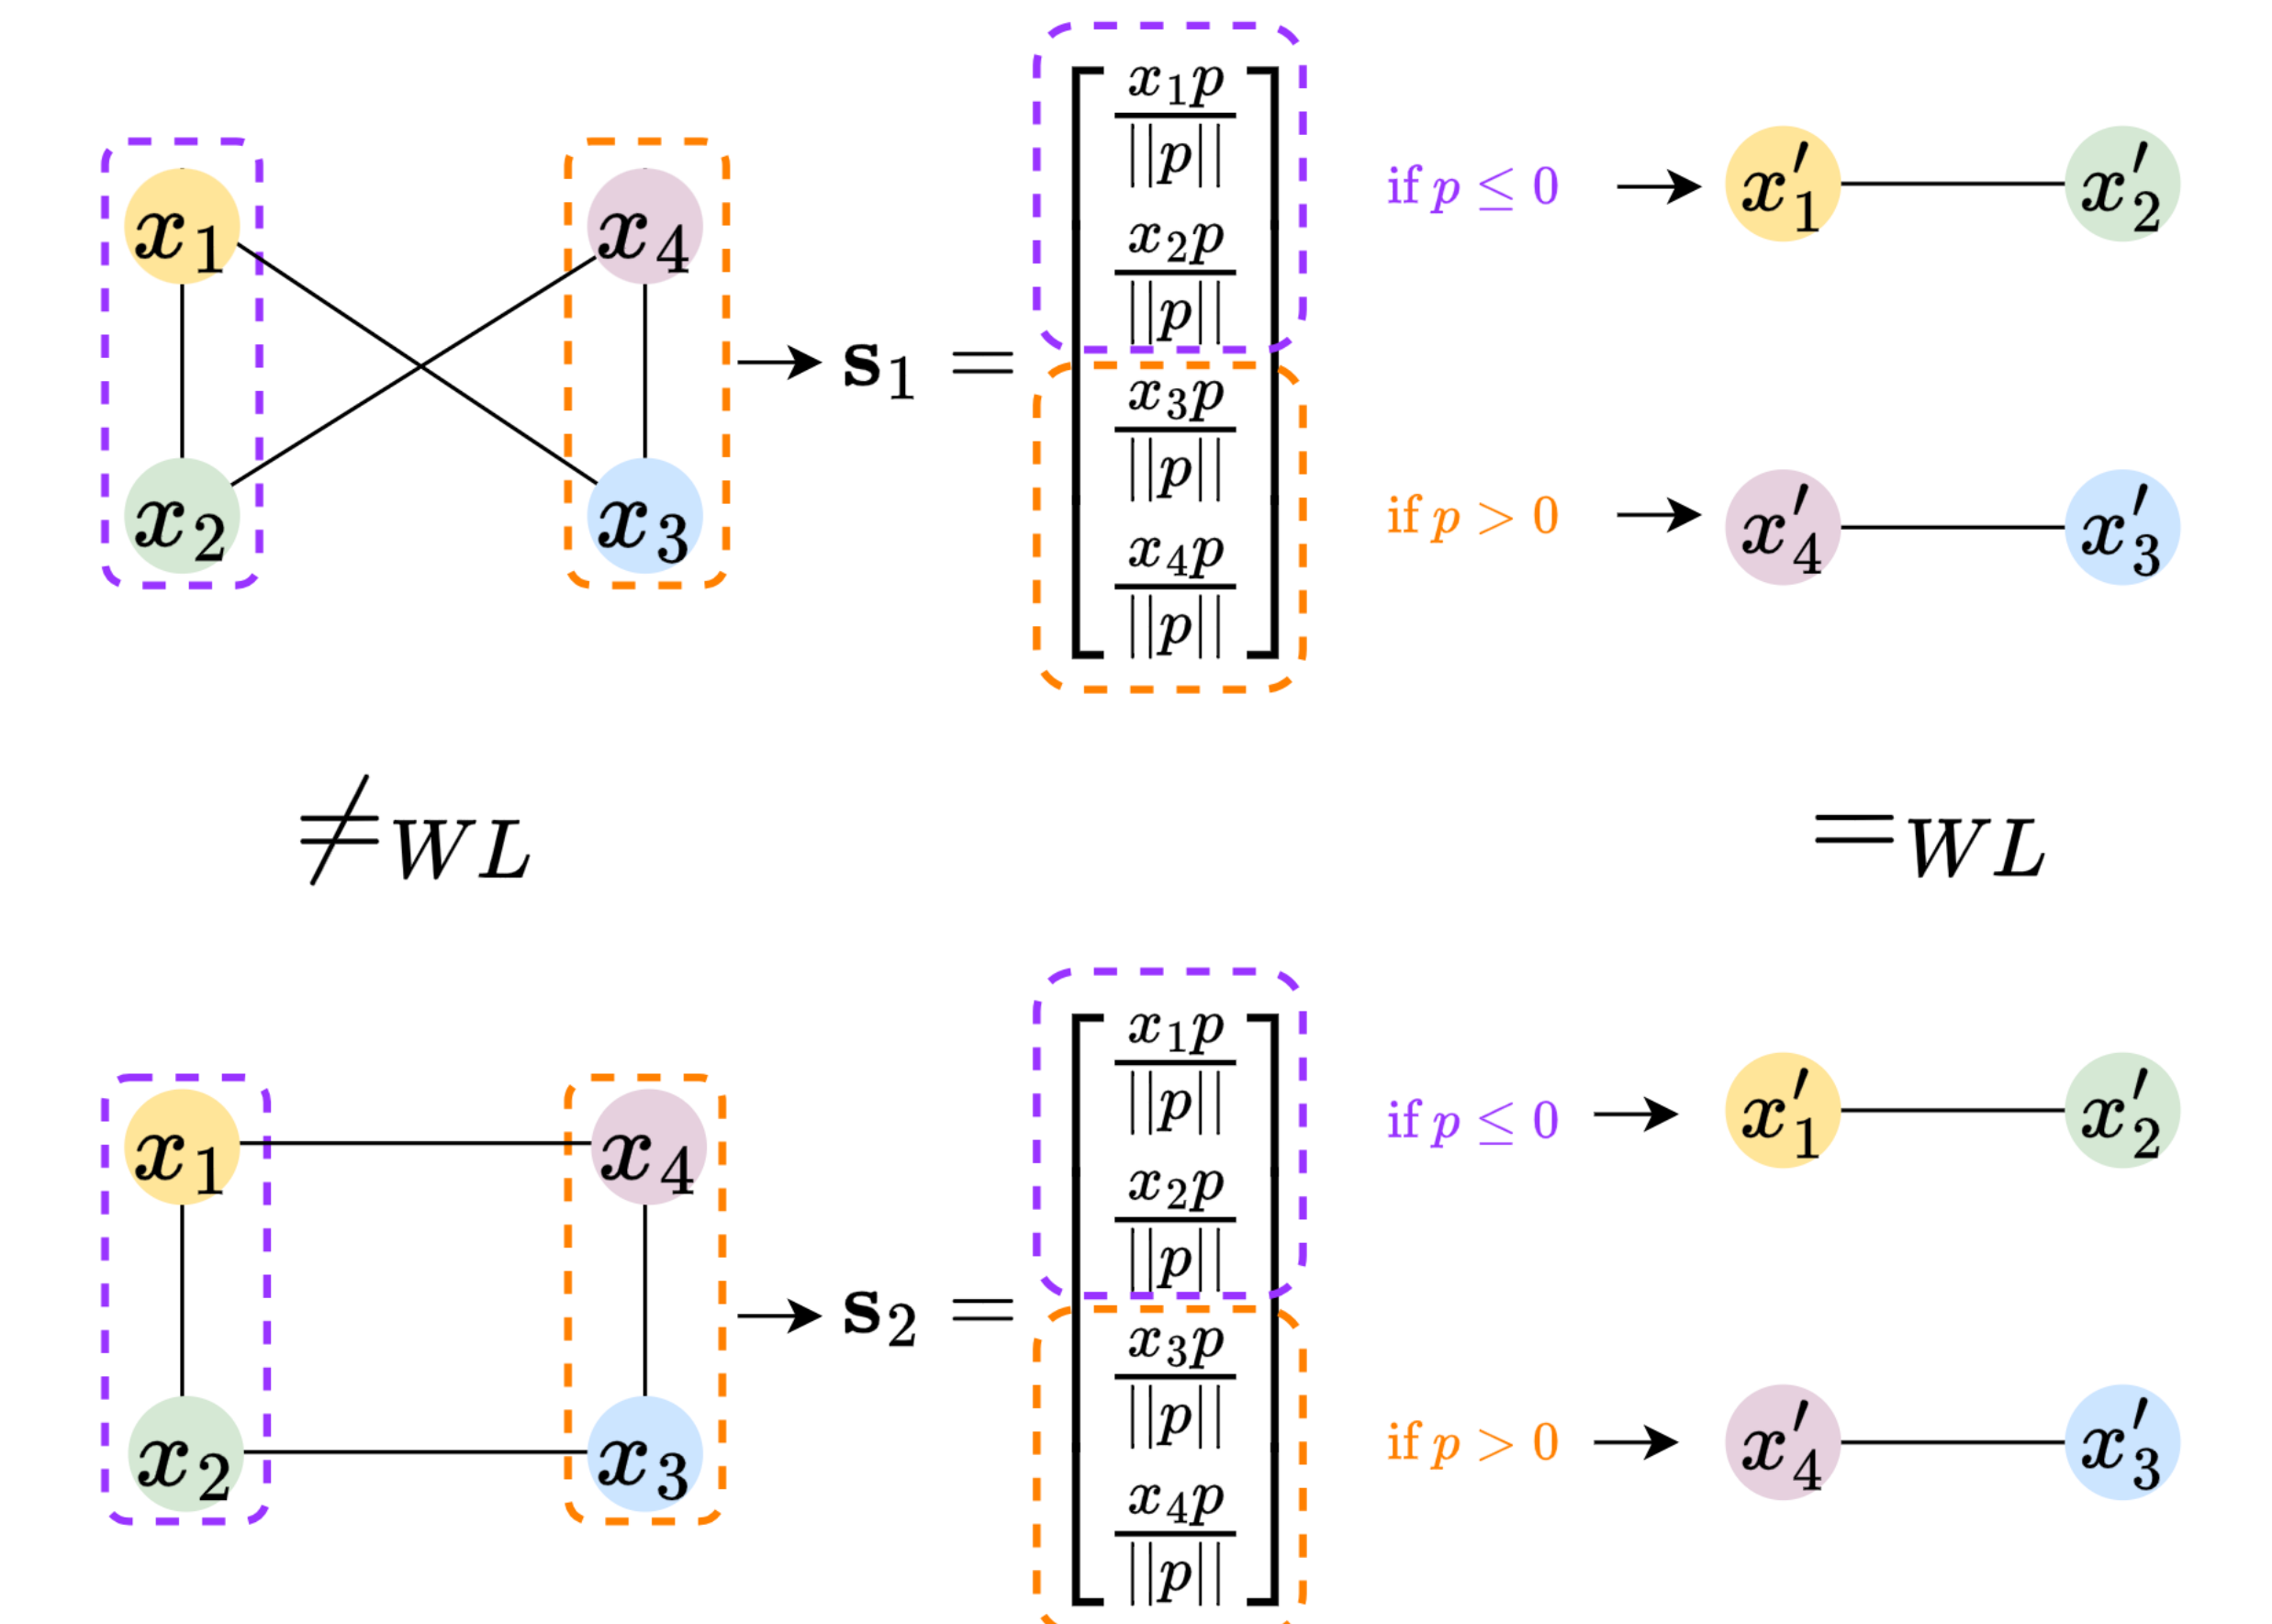 x₁ x₄
x₂ x₃
s₁ =
x₁p
||p||
x₂p
||p||
x₃p
||p||
x₄p
||p||
if p ≤ 0
x′₁ x′₂
if p > 0
x′₄ x′₃
≠WL
=WL
x₁ x₄
x₂ x₃
s₂ =
x₁p
||p||
x₂p
||p||
x₃p
||p||
x₄p
||p||
if p ≤ 0
x′₁ x′₂
if p > 0
x′₄ x′₃